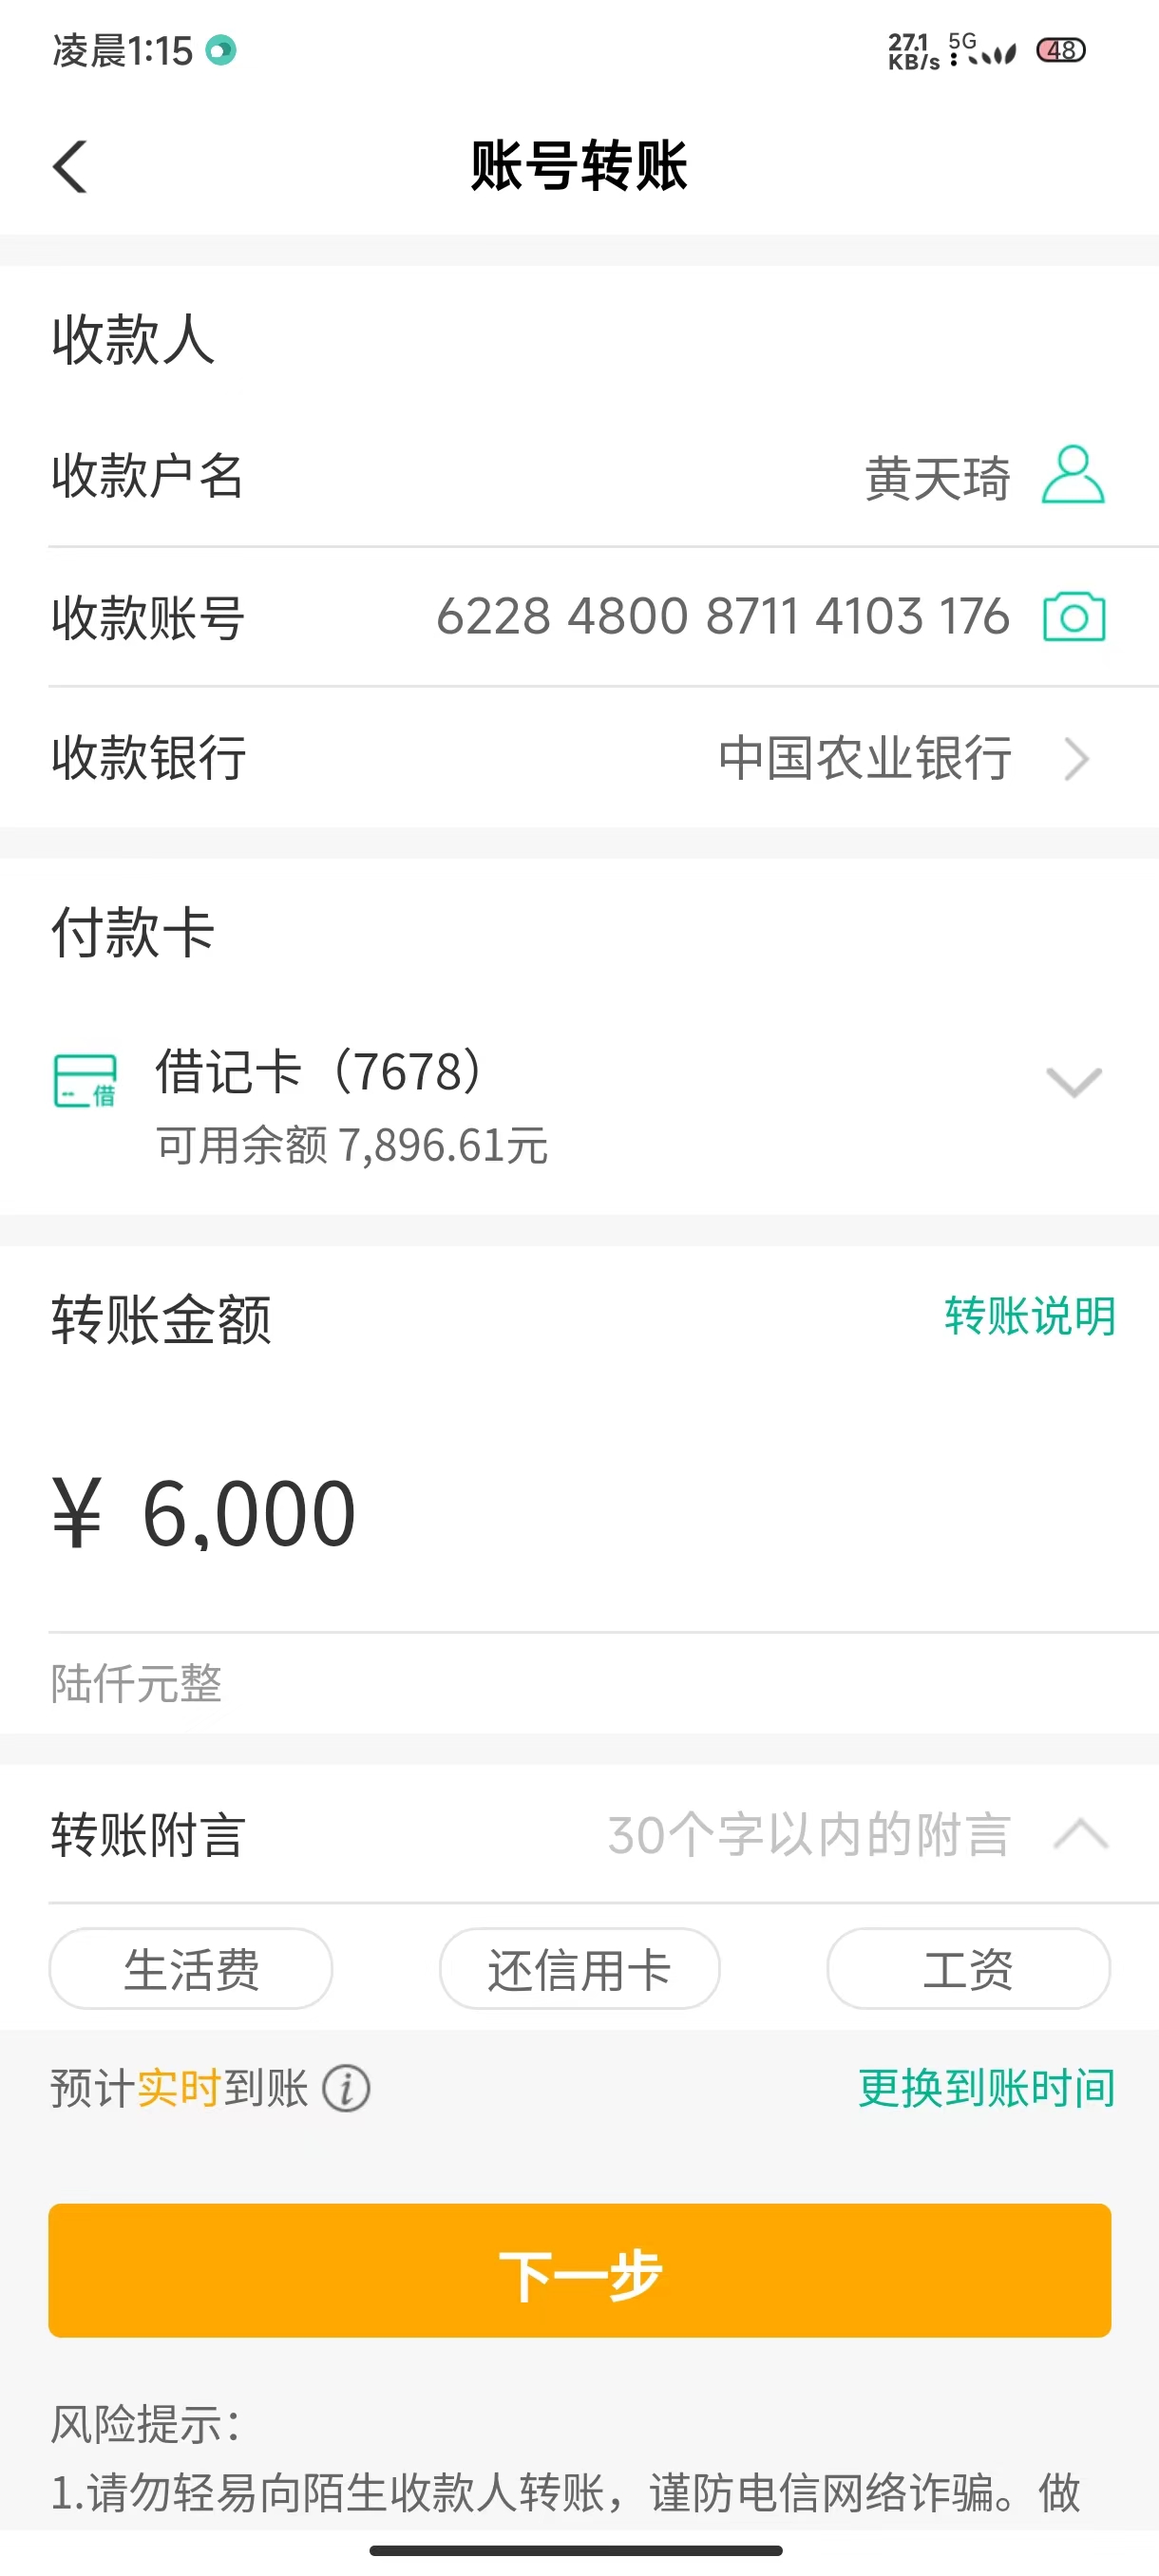 凌晨1:15 27.1 KB/s 5G 48
账号转账
收款人
收款户名 黄天琦
收款账号 6228 4800 8711 4103 176
收款银行 中国农业银行
付款卡
借 借记卡（7678）
可用余额 7,896.61元
转账金额 转账说明
¥ 6,000
陆仟元整
转账附言 30个字以内的附言
生活费 还信用卡 工资
预计实时到账 i 更换到账时间
下一步
风险提示：
1.请勿轻易向陌生收款人转账，谨防电信网络诈骗。做